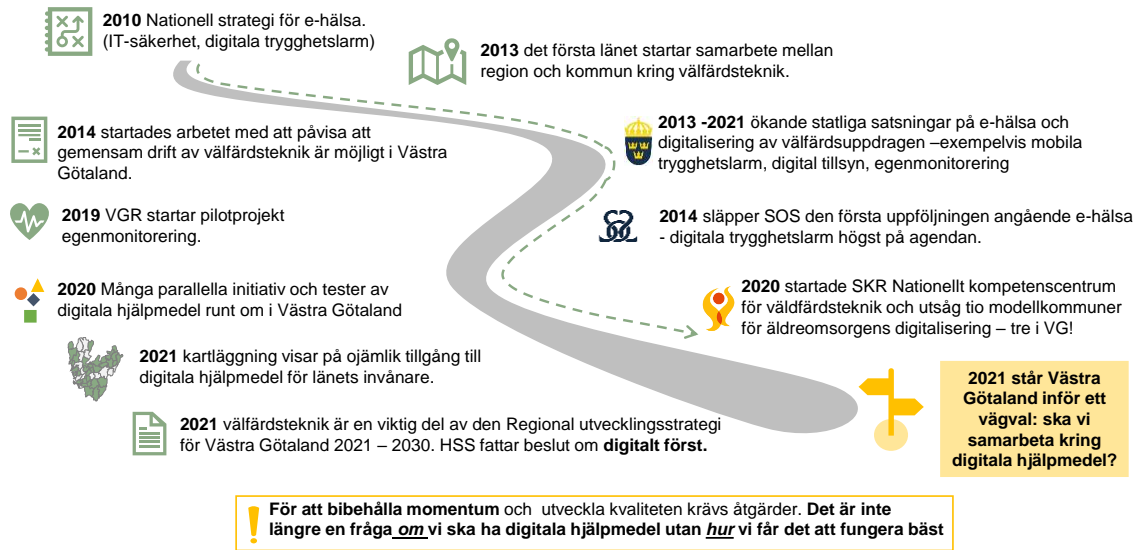 2010 Nationell strategi för e-hälsa.
(IT-säkerhet, digitala trygghetslarm)
2013 det första länet startar samarbete mellan
region och kommun kring välfärdsteknik.
2014 startades arbetet med att påvisa att
gemensam drift av välfärdsteknik är möjligt i Västra
Götaland.
2013 -2021 ökande statliga satsningar på e-hälsa och
digitalisering av välfärdsuppdragen –exempelvis mobila
trygghetslarm, digital tillsyn, egenmonitorering
2019 VGR startar pilotprojekt
egenmonitorering.
2014 släpper SOS den första uppföljningen angående e-hälsa
- digitala trygghetslarm högst på agendan.
2020 Många parallella initiativ och tester av
digitala hjälpmedel runt om i Västra Götaland
2020 startade SKR Nationellt kompetenscentrum
för väldfärdsteknik och utsåg tio modellkommuner
för äldreomsorgens digitalisering – tre i VG!
2021 kartläggning visar på ojämlik tillgång till
digitala hjälpmedel för länets invånare.
2021 välfärdsteknik är en viktig del av den Regional utvecklingsstrategi
för Västra Götaland 2021 – 2030. HSS fattar beslut om digitalt först.
2021 står Västra
Götaland inför ett
vägval: ska vi
samarbeta kring
digitala hjälpmedel?
För att bibehålla momentum och utveckla kvaliteten krävs åtgärder. Det är inte
längre en fråga om vi ska ha digitala hjälpmedel utan hur vi får det att fungera bäst